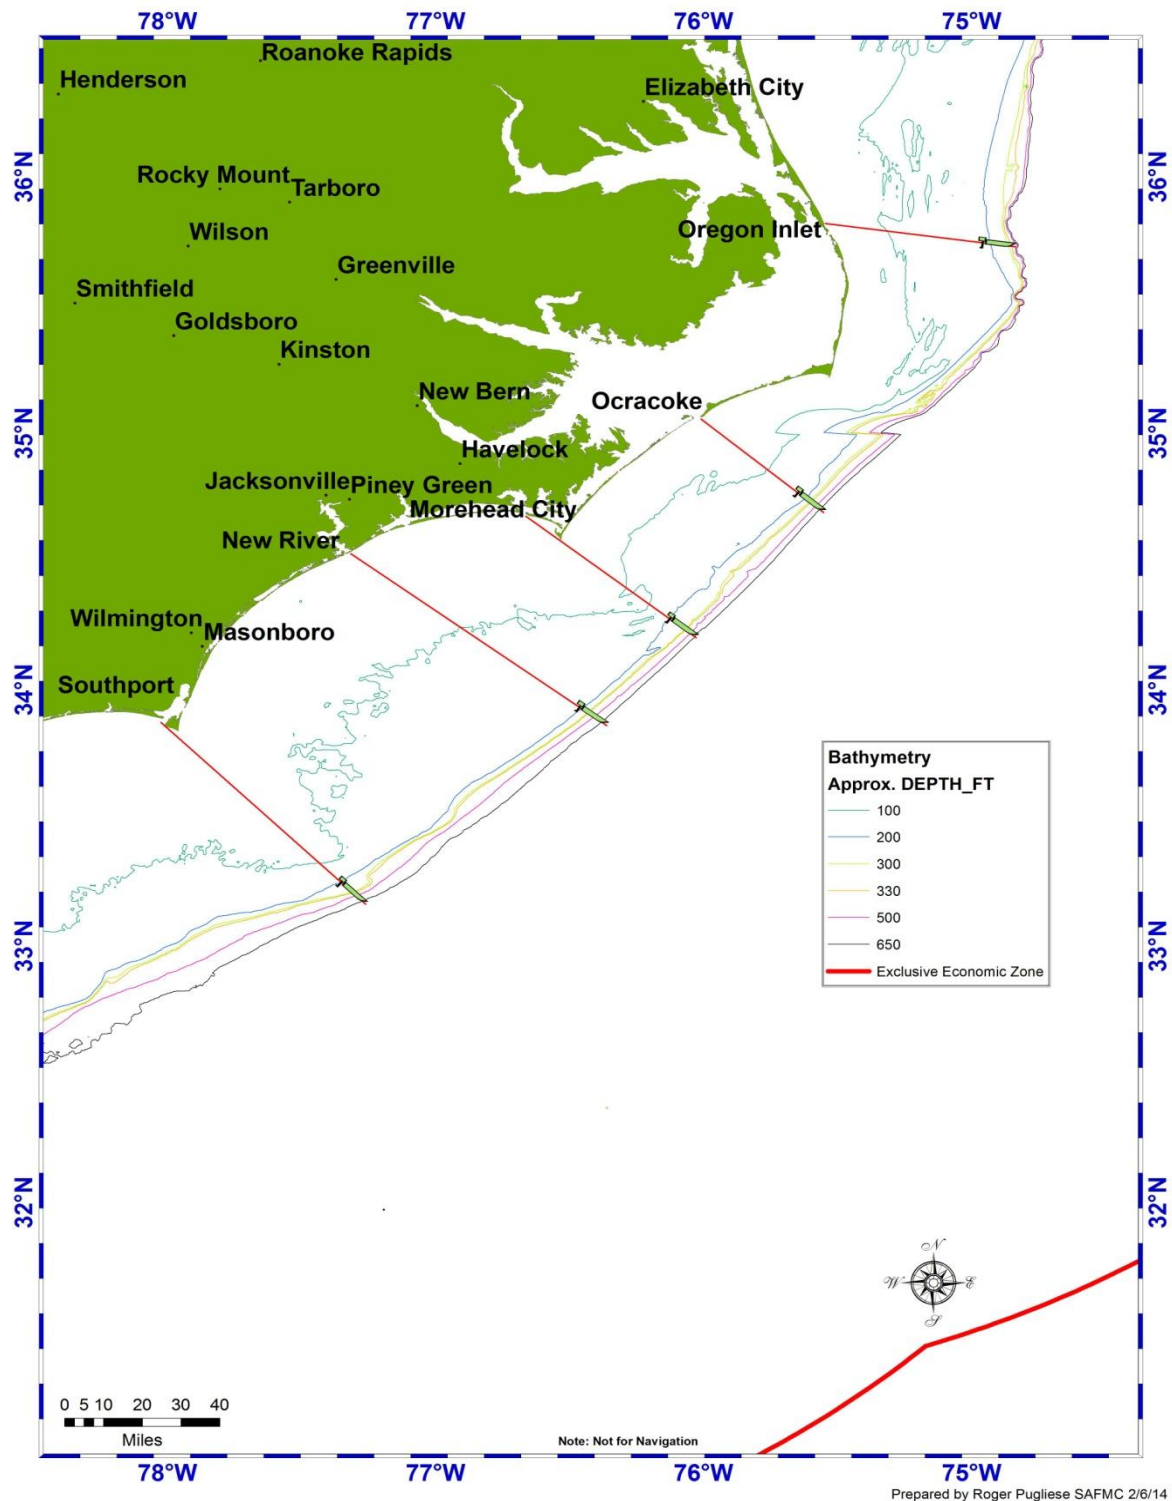 78°W 77°W 76°W 75°W
Roanoke Rapids
Henderson
Elizabeth City
36°N 36°N
Rocky Mount
Tarboro
Wilson
Oregon Inlet
Greenville
Smithfield
Goldsboro
Kinston
New Bern
Ocracoke
35°N 35°N
Havelock
Jacksonville
Piney Green
Morehead City
New River
Wilmington
Masonboro
34°N 34°N
Southport
Bathymetry
Approx. DEPTH_FT
100
200
300
330
500
650
Exclusive Economic Zone
33°N 33°N
32°N 32°N
N
W E
S
0 5 10 20 30 40
Miles
Note: Not for Navigation
78°W 77°W 76°W 75°W
Prepared by Roger Pugliese SAFMC 2/6/14